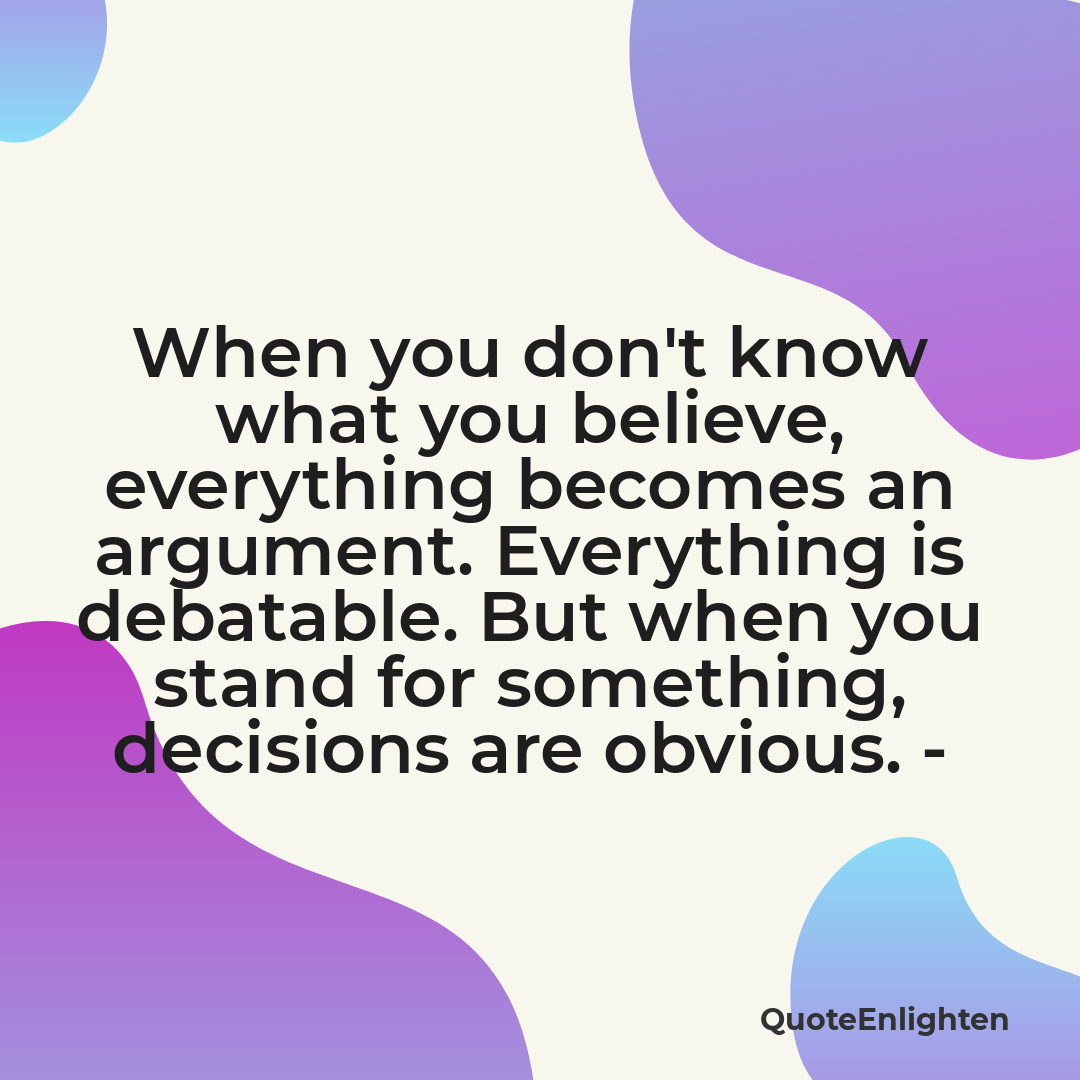 When you don't know
what you believe,
everything becomes an
argument. Everything is
debatable. But when you
stand for something,
decisions are obvious. -
QuoteEnlighten